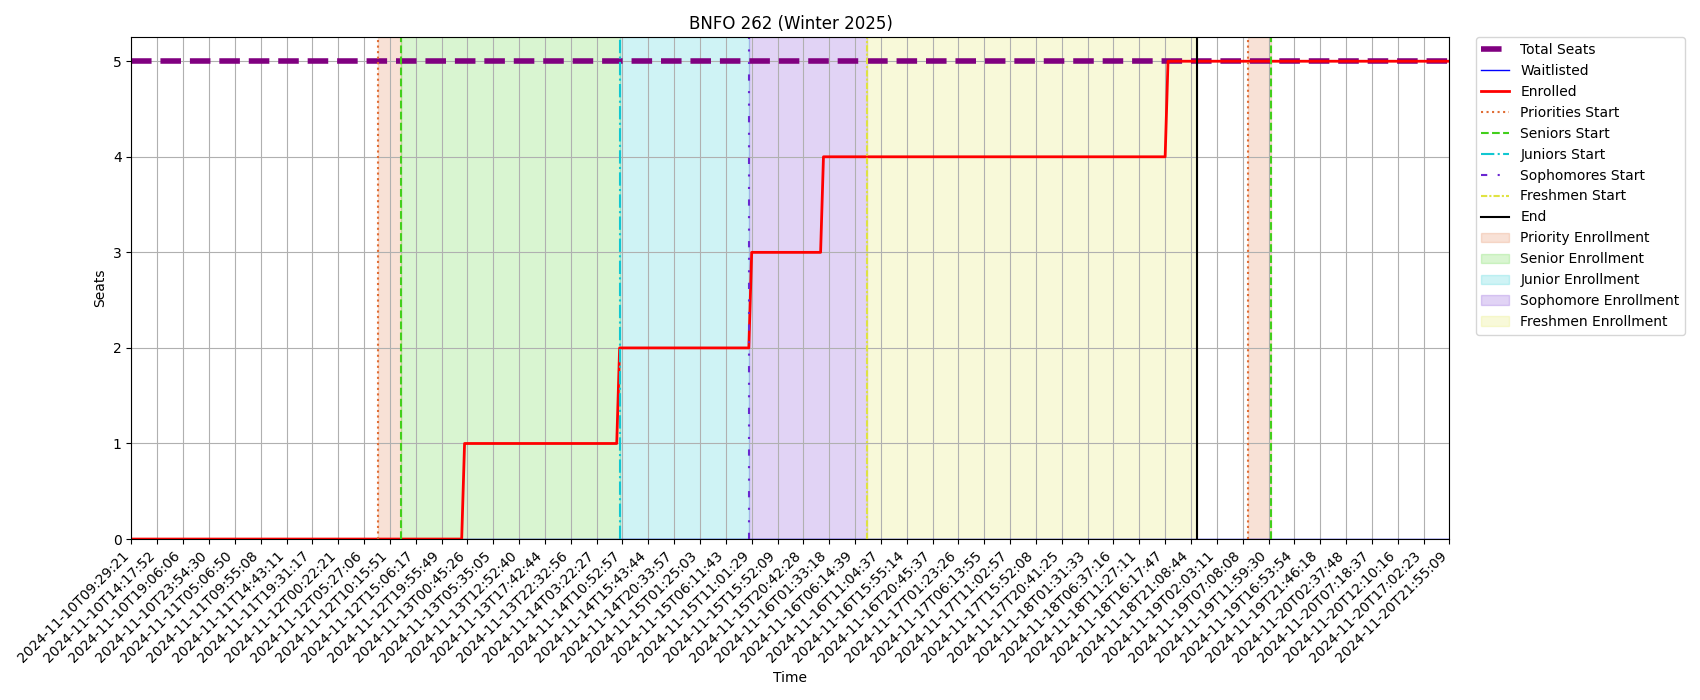 BNFO 262 (Winter 2025)
Seats
5
4
3
2
1
0
2024-11-10T09:29:21
2024-11-10T14:17:52
2024-11-10T19:06:06
2024-11-10T23:54:30
2024-11-11T05:06:50
2024-11-11T09:55:08
2024-11-11T14:43:11
2024-11-11T19:31:17
2024-11-12T00:22:21
2024-11-12T05:27:06
2024-11-12T10:15:51
2024-11-12T15:06:17
2024-11-12T19:55:49
2024-11-13T00:45:26
2024-11-13T05:35:05
2024-11-13T12:52:40
2024-11-13T17:42:44
2024-11-13T22:32:56
2024-11-14T03:22:27
2024-11-14T10:52:57
2024-11-14T15:43:44
2024-11-14T20:33:57
2024-11-15T01:25:03
2024-11-15T06:11:43
2024-11-15T11:01:29
2024-11-15T15:52:09
2024-11-15T20:42:28
2024-11-16T01:33:18
2024-11-16T06:14:39
2024-11-16T11:04:37
2024-11-16T15:55:14
2024-11-16T20:45:37
2024-11-17T01:23:26
2024-11-17T06:13:55
2024-11-17T11:02:57
2024-11-17T15:52:08
2024-11-17T20:41:25
2024-11-18T01:31:33
2024-11-18T06:37:16
2024-11-18T11:27:11
2024-11-18T16:17:47
2024-11-18T21:08:44
2024-11-19T02:03:11
2024-11-19T07:08:08
2024-11-19T11:59:30
2024-11-19T16:53:54
2024-11-19T21:46:18
2024-11-20T02:37:48
2024-11-20T07:18:37
2024-11-20T12:10:16
2024-11-20T17:02:23
2024-11-20T21:55:09
Time
Total Seats
Waitlisted
Enrolled
Priorities Start
Seniors Start
Juniors Start
Sophomores Start
Freshmen Start
End
Priority Enrollment
Senior Enrollment
Junior Enrollment
Sophomore Enrollment
Freshmen Enrollment